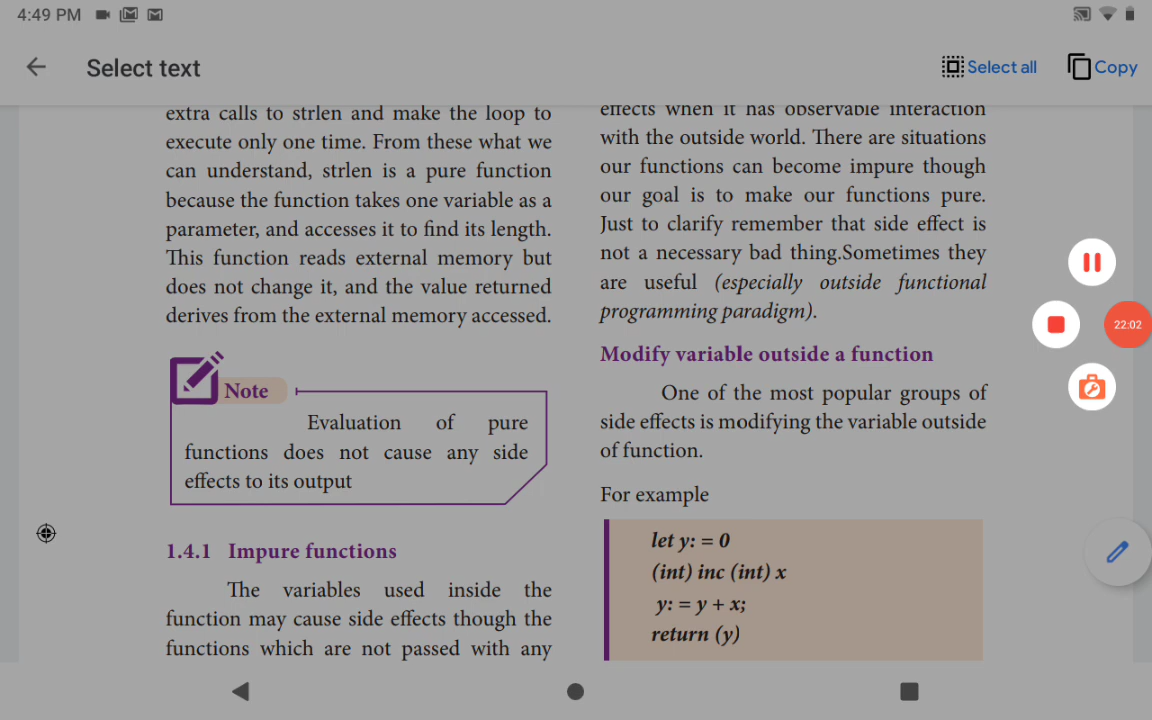 4:49 PM
Select text
Select all
Copy
extra calls to strlen and make the loop to
execute only one time. From these what we
can understand, strlen is a pure function
because the function takes one variable as a
parameter, and accesses it to find its length.
This function reads external memory but
does not change it, and the value returned
derives from the external memory accessed.
Note
Evaluation of pure
functions does not cause any side
effects to its output
1.4.1 Impure functions
The variables used inside the
function may cause side effects though the
functions which are not passed with any
effects when it has observable interaction
with the outside world. There are situations
our functions can become impure though
our goal is to make our functions pure.
Just to clarify remember that side effect is
not a necessary bad thing.Sometimes they
are useful (especially outside functional
programming paradigm).
Modify variable outside a function
One of the most popular groups of
side effects is modifying the variable outside
of function.
For example
let y: = 0
(int) inc (int) x
y: = y + x;
return (y)
22:02